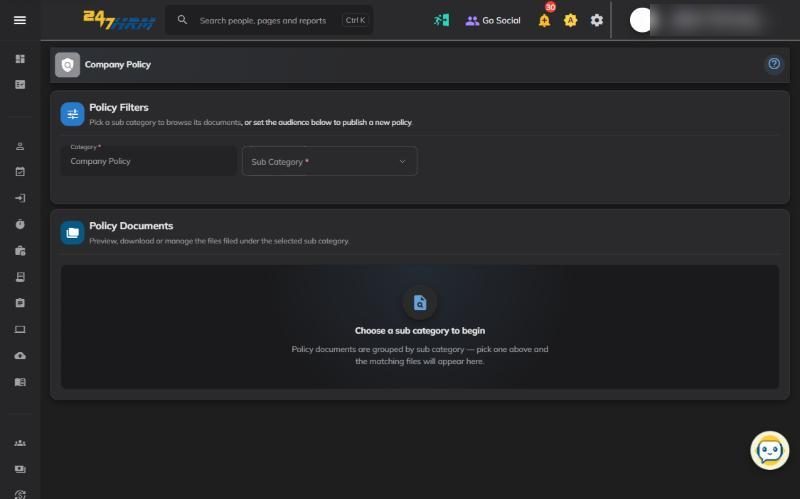 247HRM
Search people, pages and reports
Ctrl K
Go Social
30
A
Company Policy
Policy Filters
Pick a sub category to browse its documents, or set the audience below to publish a new policy.
Category *
Company Policy
Sub Category *
Policy Documents
Preview, download or manage the files filed under the selected sub category.
Choose a sub category to begin
Policy documents are grouped by sub category — pick one above and
the matching files will appear here.